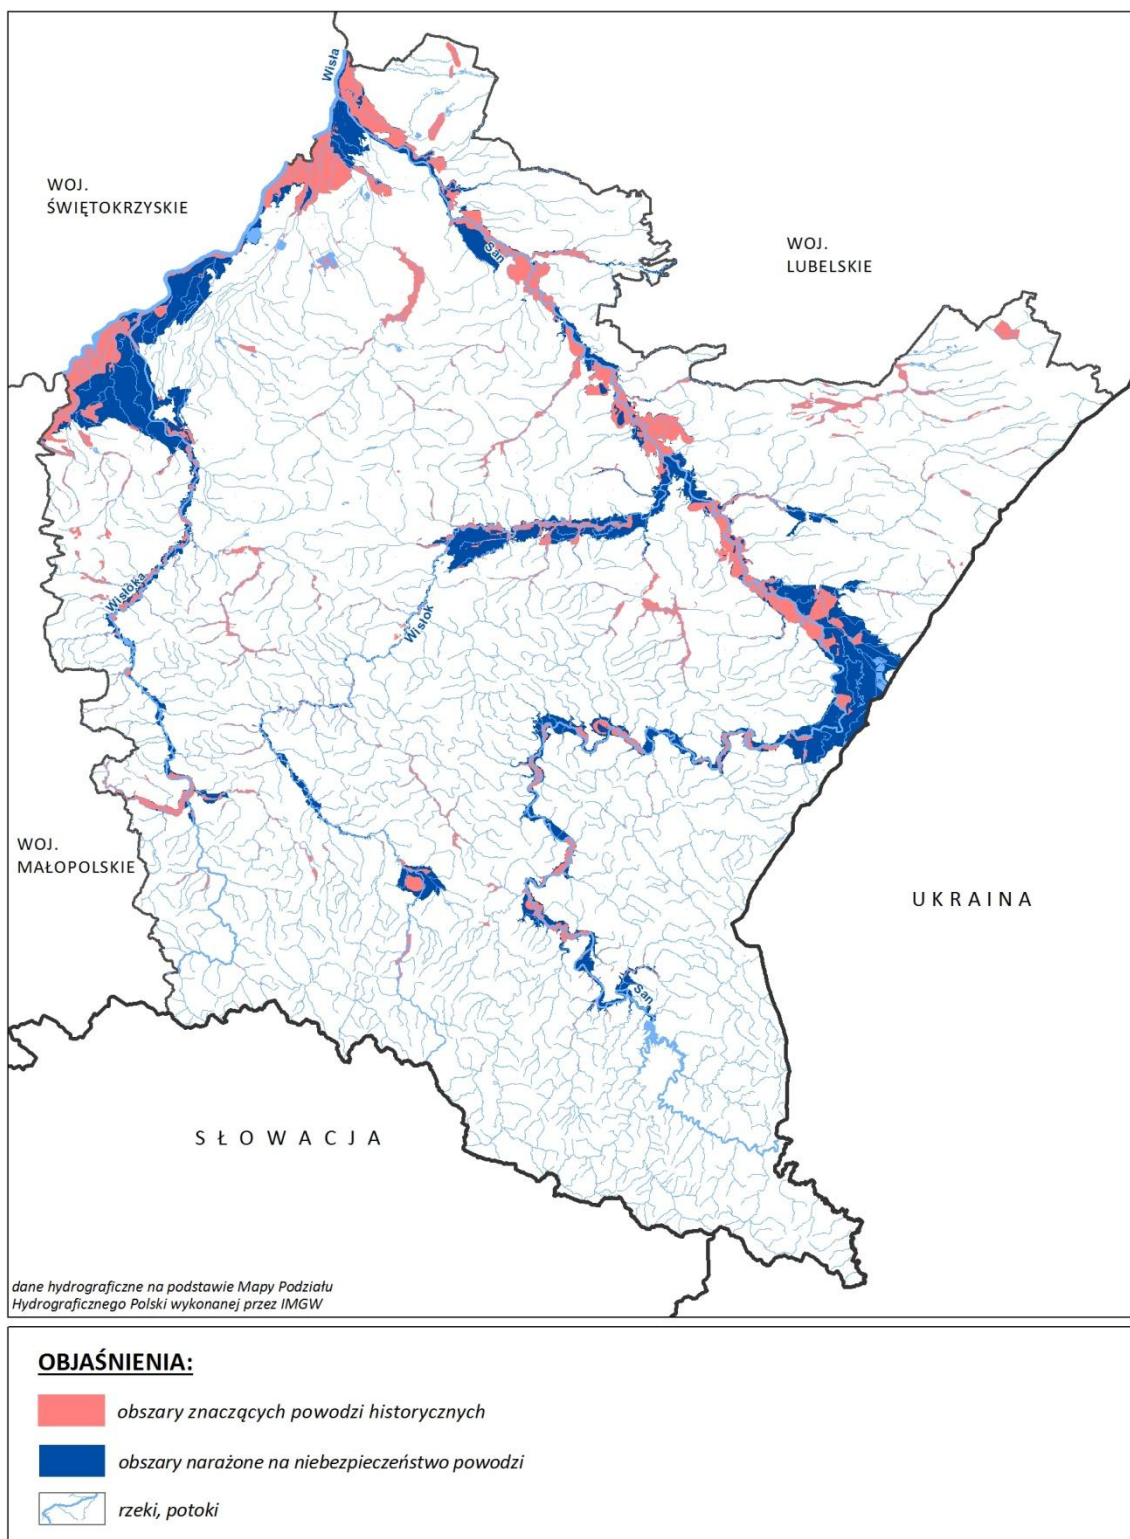 Wisła
WOJ.
ŚWIĘTOKRZYSKIE
WOJ.
LUBELSKIE
San
Wisłoka
Wisłok
WOJ.
MAŁOPOLSKIE
UKRAINA
San
SŁOWACJA
dane hydrograficzne na podstawie Mapy Podziału
Hydrograficznego Polski wykonanej przez IMGW
OBJAŚNIENIA:
obszary znaczących powodzi historycznych
obszary narażone na niebezpieczeństwo powodzi
rzeki, potoki